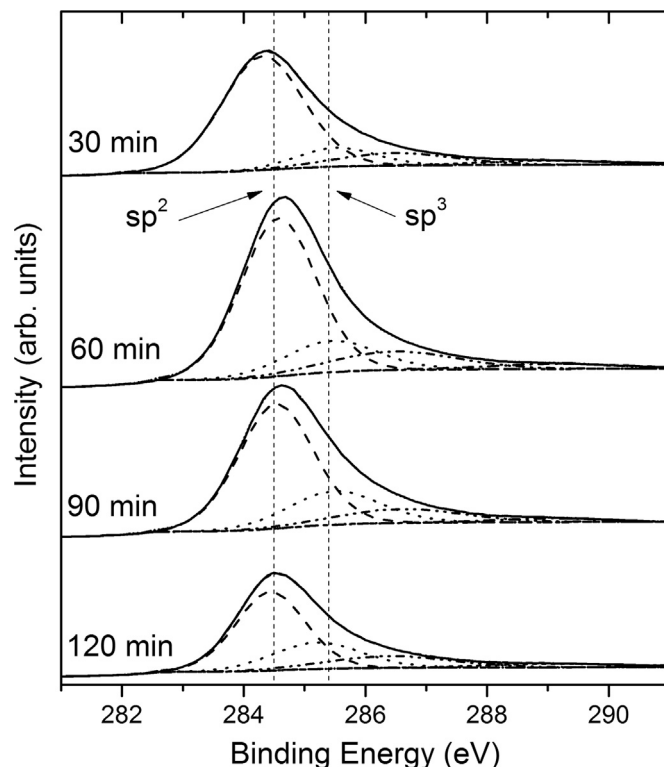 30 min
sp²
sp³
60 min
90 min
120 min
Intensity (arb. units)
282 284 286 288 290
Binding Energy (eV)